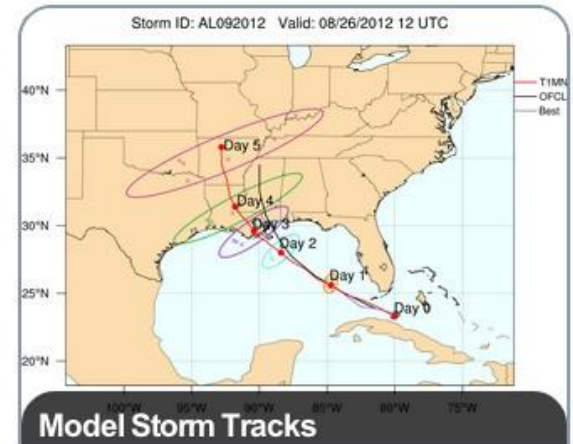 Storm ID: AL092012 Valid: 08/26/2012 12 UTC
40°N
35°N
30°N
25°N
20°N
T1MN
OFCL
Best
Day 5
Day 4
Day 3
Day 2
Day 1
Day 0
100°W 95°W 90°W 85°W 80°W 75°W
Model Storm Tracks